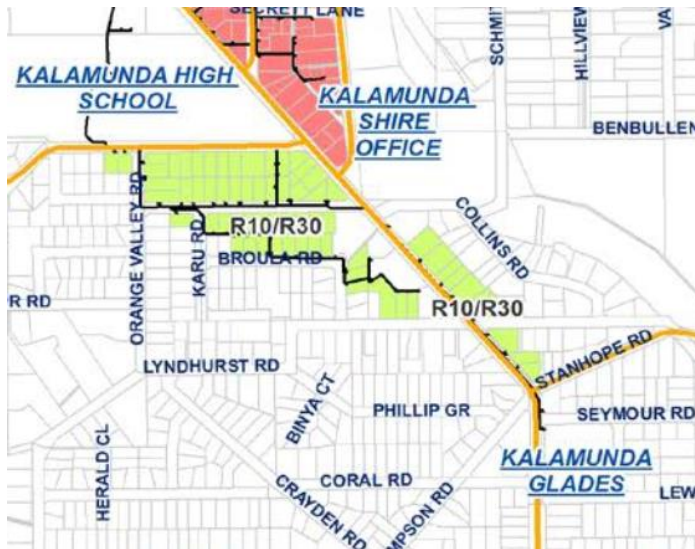 SECRETT LANE
SCHMIT
HILLVIEW
VA
KALAMUNDA HIGH
SCHOOL
KALAMUNDA
SHIRE
OFFICE
BENBULLEN
ORANGE VALLEY RD
KARU RD
R10/R30
BROULA RD
COLLINS RD
R RD
R10/R30
LYNDHURST RD
STANHOPE RD
BINYA CT
PHILLIP GR
SEYMOUR RD
HERALD CL
CORAL RD
CRAYDEN RD
MPSON RD
KALAMUNDA
GLADES
LEW